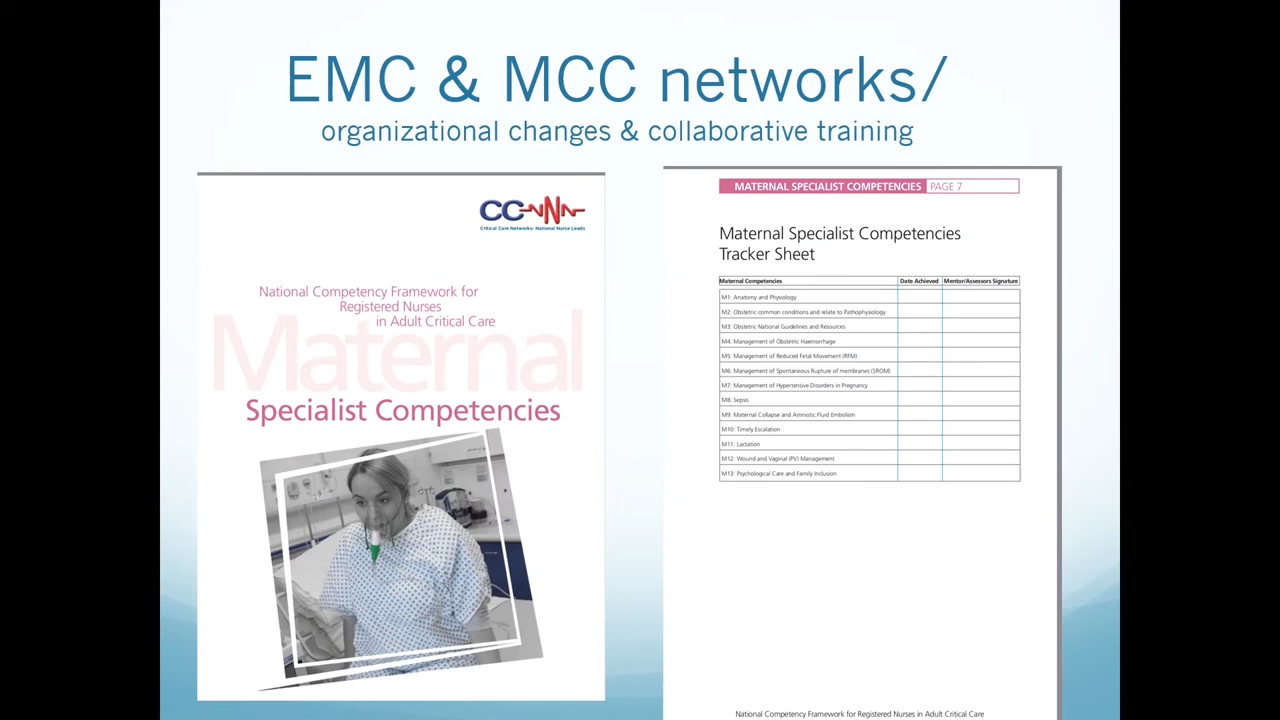 EMC & MCC networks/
organizational changes & collaborative training
CC
Critical Care Networks- National Nurse Leads
National Competency Framework for
Registered Nurses
in Adult Critical Care
Maternal
Specialist Competencies
MATERNAL SPECIALIST COMPETENCIES PAGE 7
Maternal Specialist Competencies
Tracker Sheet
Maternal Competencies Date Achieved Mentor/Assessors Signature
M1: Anatomy and Physiology
M2: Obstetric common conditions and relate to Pathophysiology
M3: Obstetric National Guidelines and Resources
M4: Management of Obstetric Haemorrhage
M5: Management of Reduced Fetal Movement (RFM)
M6: Management of Spontaneous Rupture of membranes (SROM)
M7: Management of Hypertensive Disorders in Pregnancy
M8: Sepsis
M9: Maternal Collapse and Amniotic Fluid Embolism
M10: Timely Escalation
M11: Lactation
M12: Wound and Vaginal (PV) Management
M13: Psychological Care and Family Inclusion
National Competency Framework for Registered Nurses in Adult Critical Care